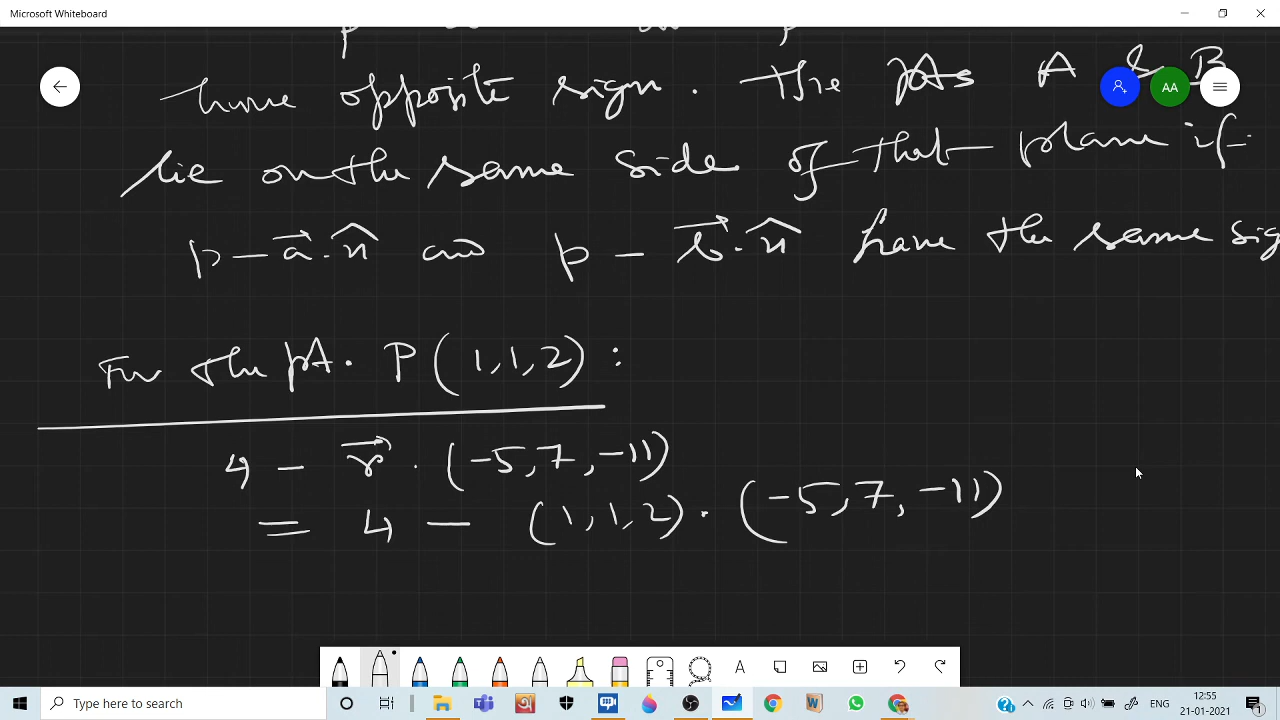 Microsoft Whiteboard
have opposite sign. The pts A & B
lie on the same side of that plane if
p - a⃗.n̂ and p - b⃗.n̂ have the same sig
For the pt. P(1,1,2):
4 - r⃗ . (-5,7,-11)
= 4 - (1,1,2) . (-5,7,-11)
AA
A
Type here to search
ENG
12:55
21-01-2021